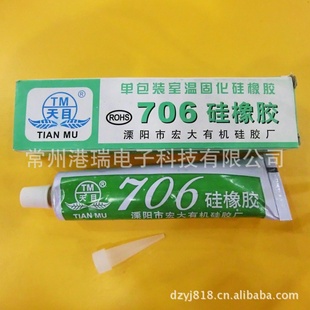 TM
天目
TIAN MU
单包装室温固化硅橡胶
ROHS
706 硅橡胶
溧阳市宏大有机硅胶厂
常州港瑞电子科技有限公司
TM
天目
TIAN MU
706 硅橡胶
溧阳市宏大有机硅胶厂
dzyj818.cn.alibaba.com